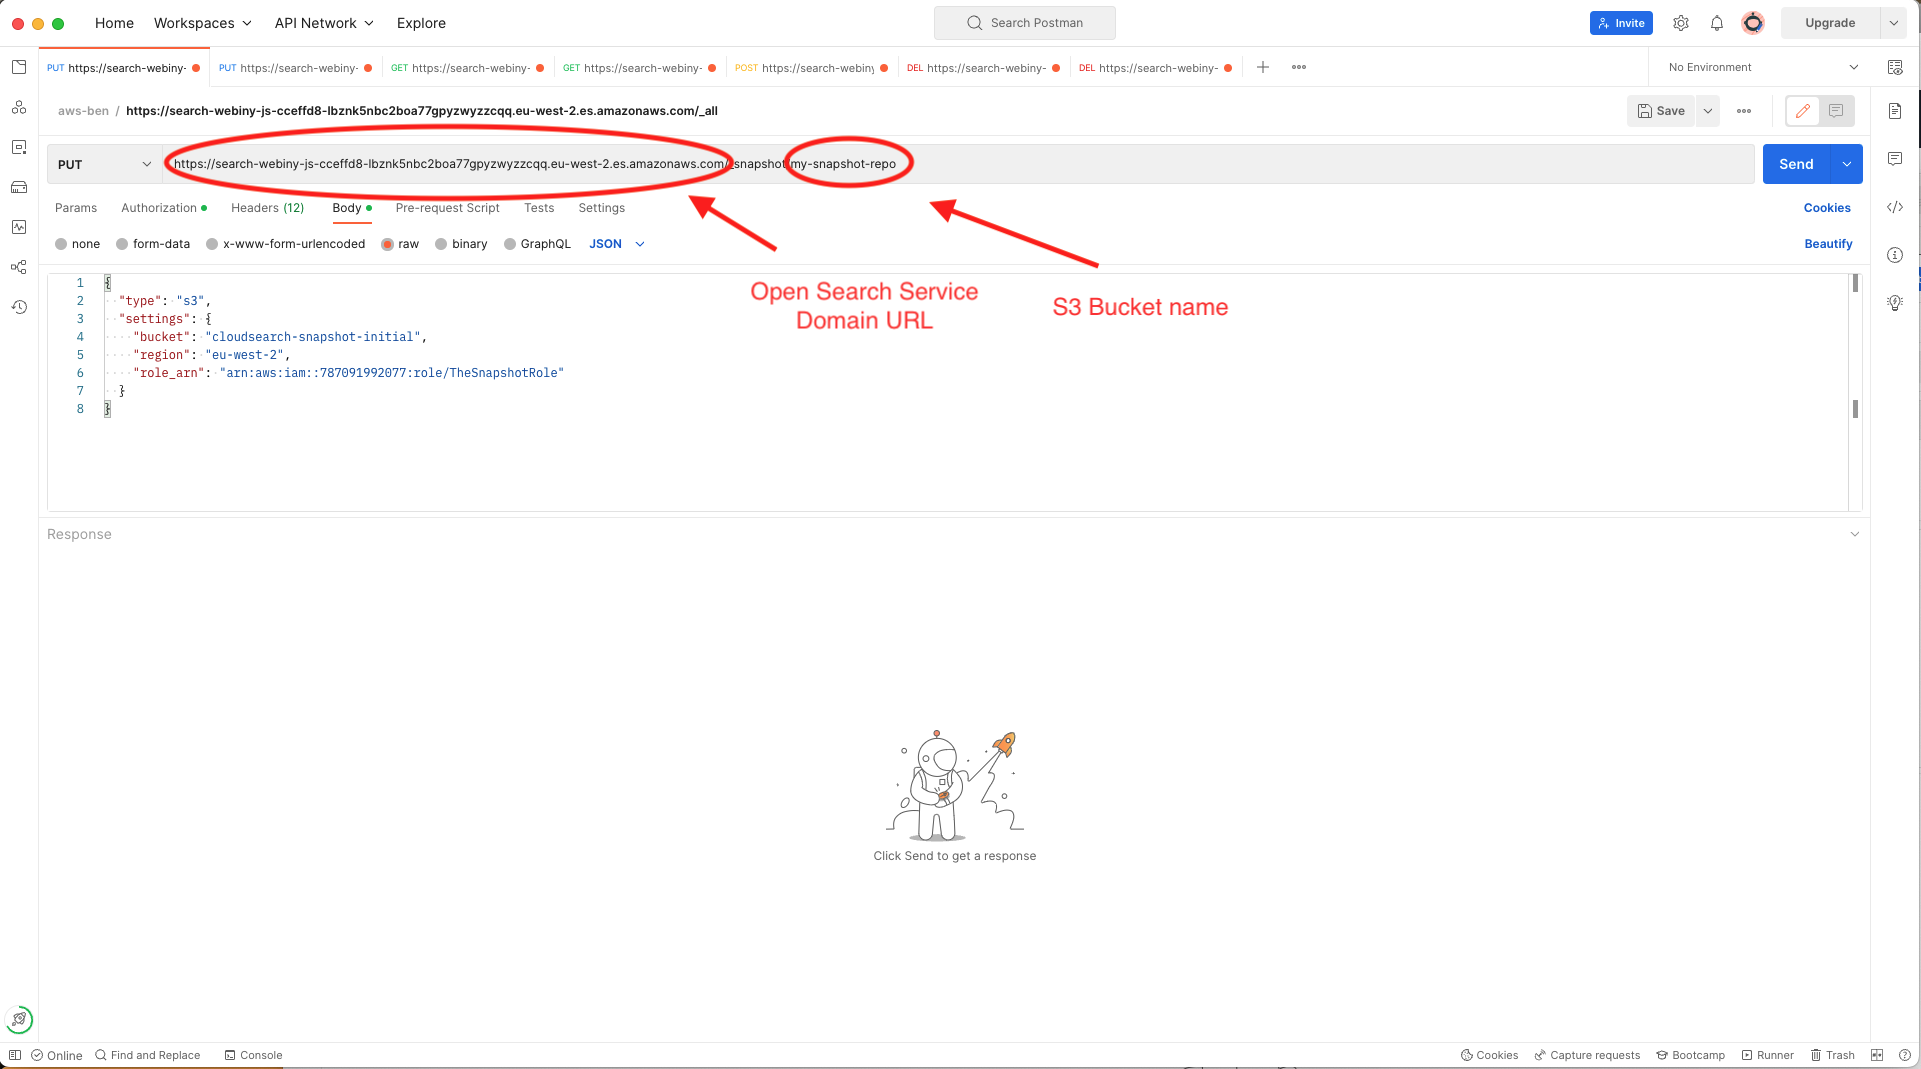 Home Workspaces API Network Explore Search Postman Invite Upgrade
PUT https://search-webiny- PUT https://search-webiny- GET https://search-webiny- GET https://search-webiny- POST https://search-webiny DEL https://search-webiny- DEL https://search-webiny- No Environment
aws-ben / https://search-webiny-js-cceffd8-lbznk5nbc2boa77gpyzwyzzcqq.eu-west-2.es.amazonaws.com/_all Save
PUT https://search-webiny-js-cceffd8-lbznk5nbc2boa77gpyzwyzzcqq.eu-west-2.es.amazonaws.com/_snapshot/my-snapshot-repo Send
Params Authorization Headers (12) Body Pre-request Script Tests Settings Cookies
none form-data x-www-form-urlencoded raw binary GraphQL JSON Beautify
1 {
2 "type": "s3",
3 "settings": {
4 "bucket": "cloudsearch-snapshot-initial",
5 "region": "eu-west-2",
6 "role_arn": "arn:aws:iam::787091992077:role/TheSnapshotRole"
7 }
8 }
Open Search Service
Domain URL
S3 Bucket name
Response
Click Send to get a response
Online Find and Replace Console Cookies Capture requests Bootcamp Runner Trash